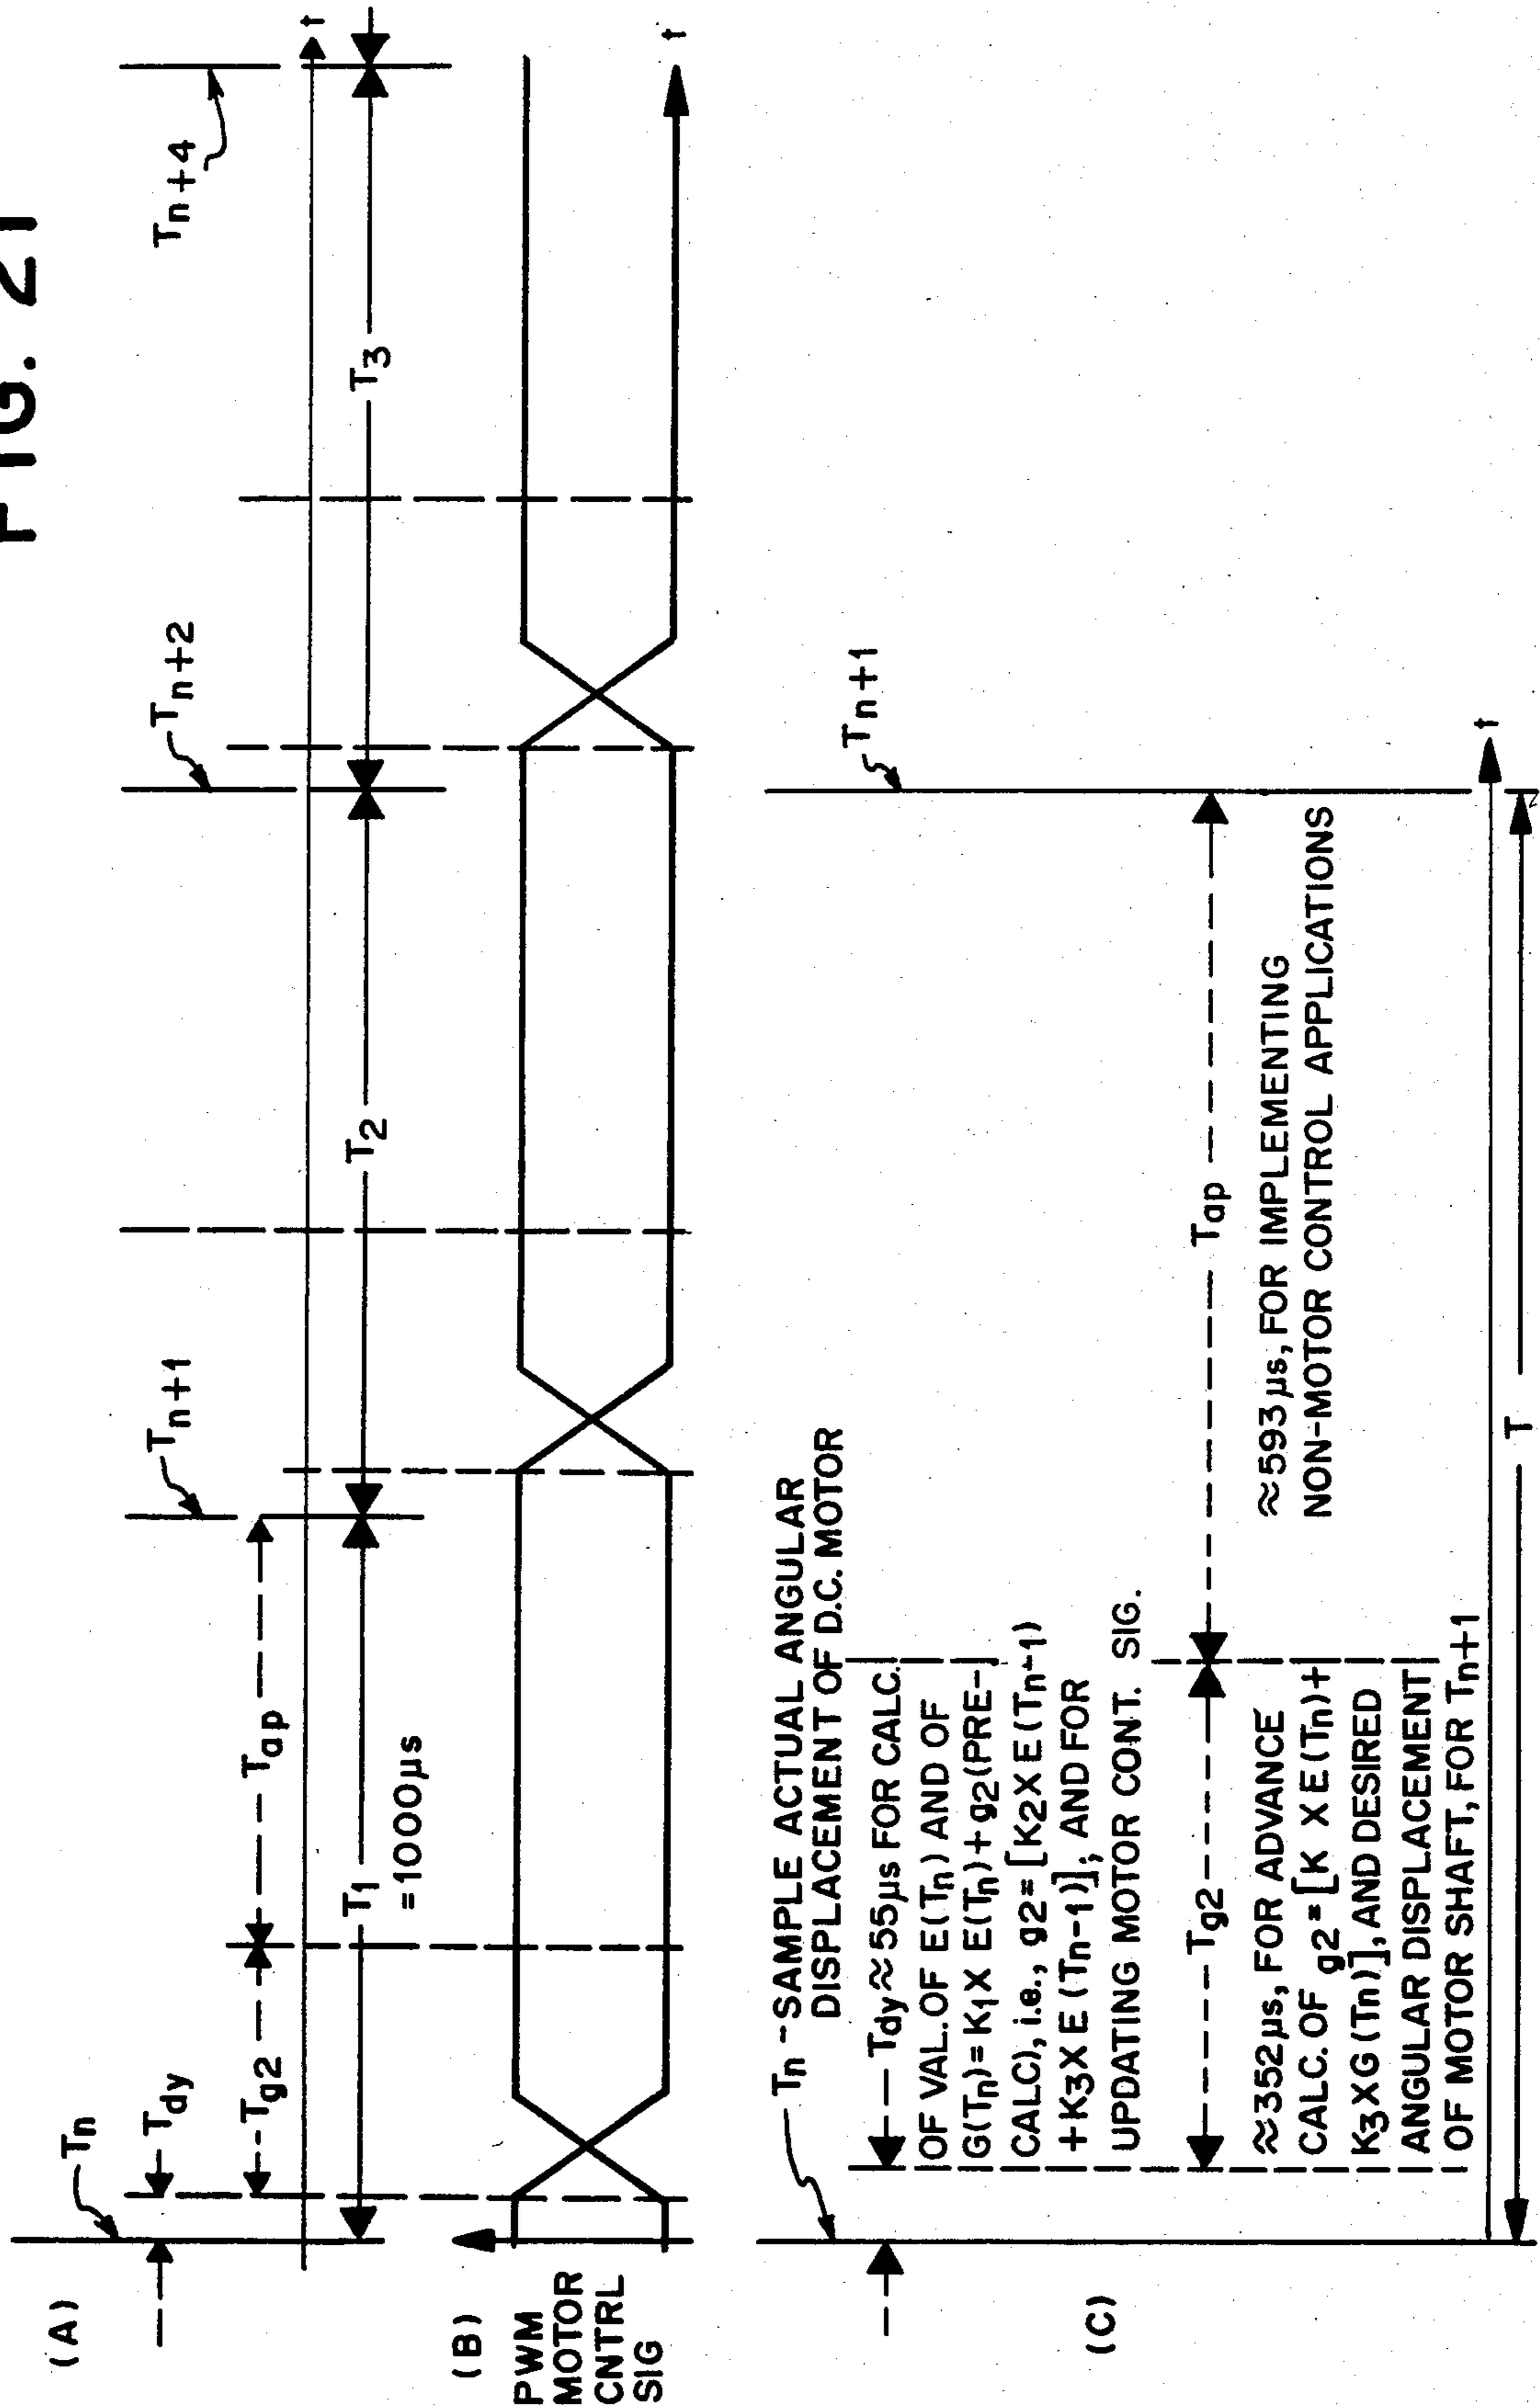 FIG. 21
(A)
Tn
Tdy
Tg2
Tap
T1
=1000µs
Tn+1
T2
Tn+2
T3
Tn+4
t
(B)
PWM
MOTOR
CNTRL
SIG
t
(C)
Tn -SAMPLE ACTUAL ANGULAR
DISPLACEMENT OF D.C. MOTOR
Tdy≈55µs FOR CALC.
OF VAL. OF E(Tn) AND OF
G(Tn)=K1X E(Tn)+g2(PRE-
CALC), i.e., g2=[K2X E(Tn-1)
+K3X E(Tn-1)], AND FOR
UPDATING MOTOR CONT. SIG.
Tg2
≈352µs, FOR ADVANCE
CALC. OF g2=[K X E(Tn)+
K3XG(Tn)], AND DESIRED
ANGULAR DISPLACEMENT
OF MOTOR SHAFT, FOR Tn+1
Tap
≈593µs, FOR IMPLEMENTING
NON-MOTOR CONTROL APPLICATIONS
Tn+1
t
T